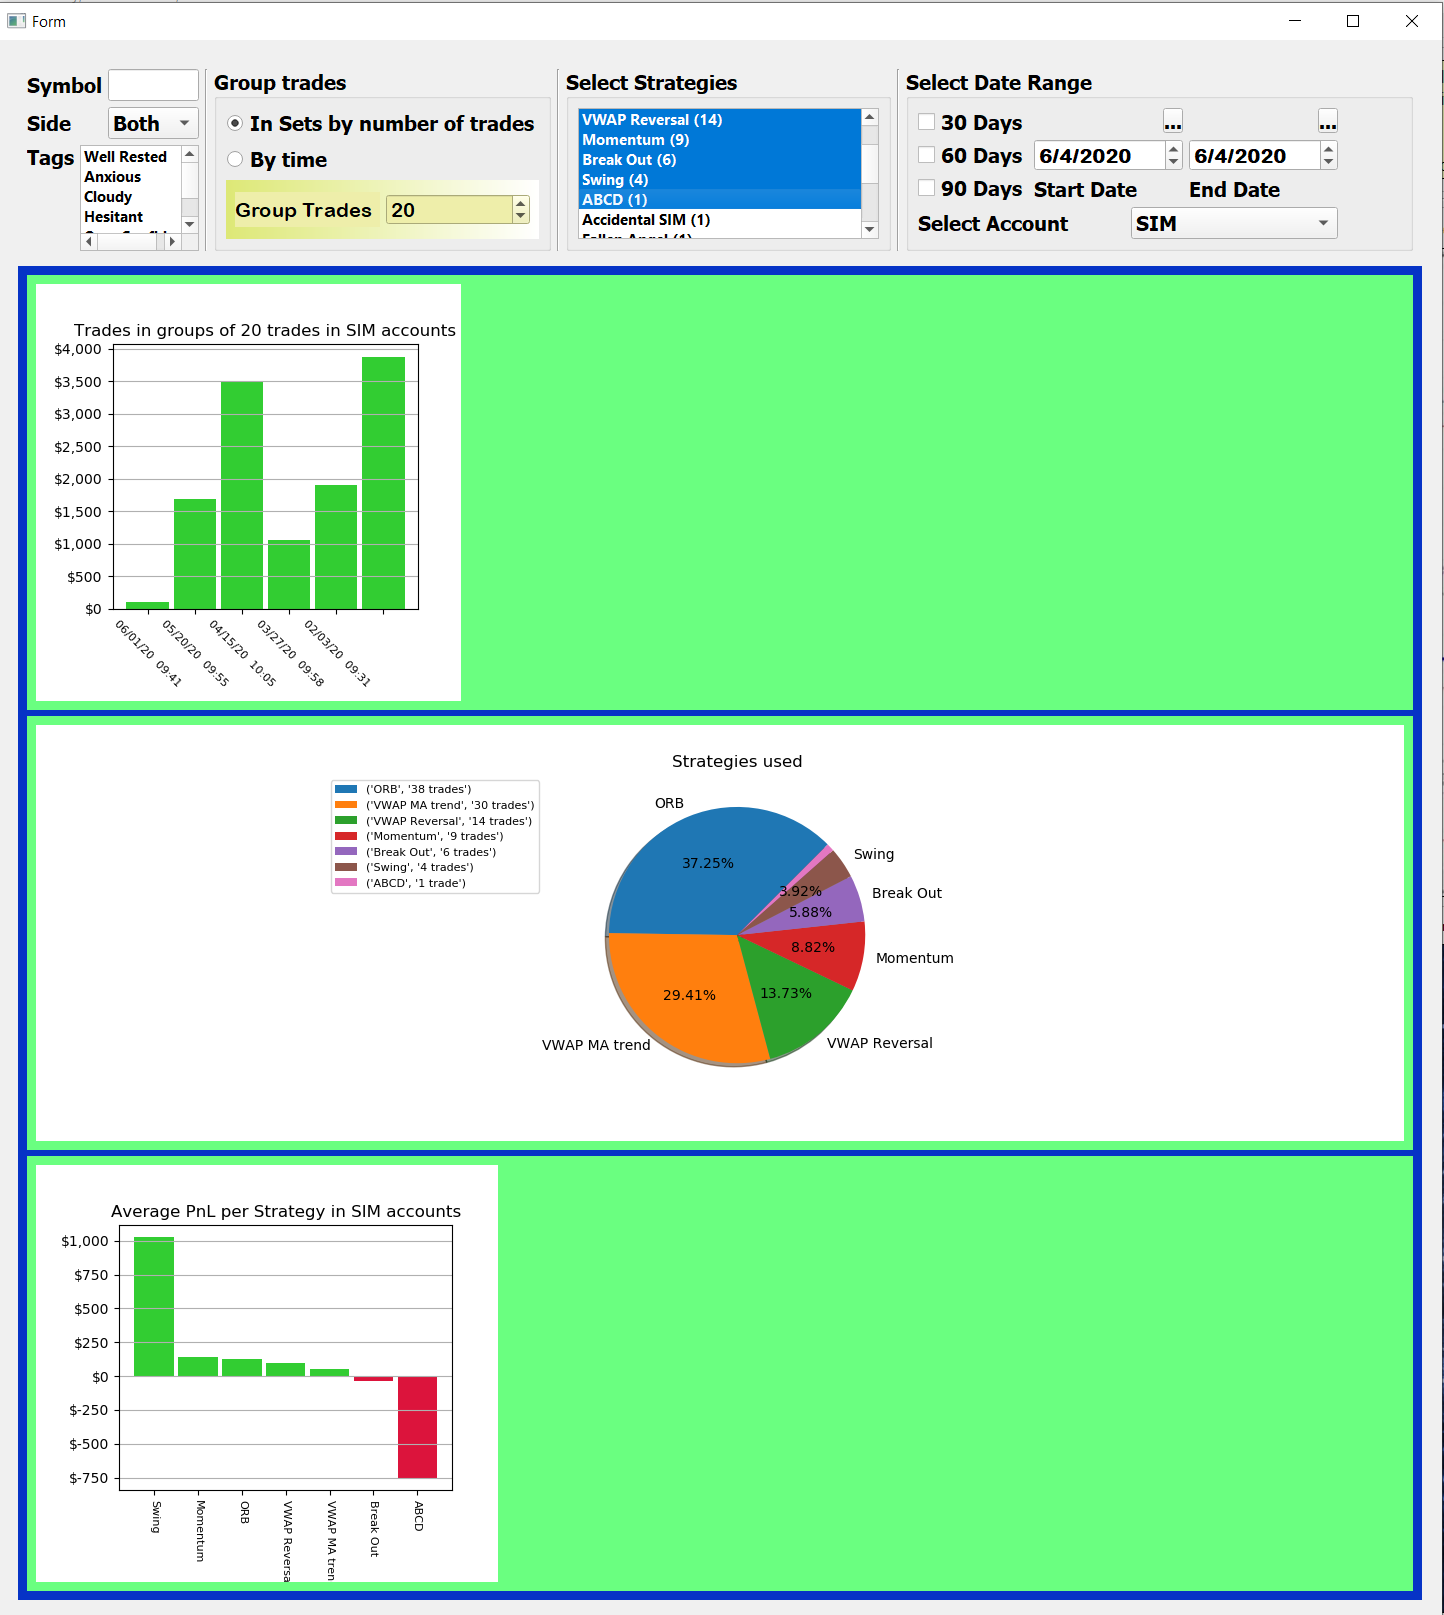 Form
Symbol
Side
Both
Tags
Well Rested
Anxious
Cloudy
Hesitant
Group trades
In Sets by number of trades
By time
Group Trades
20
Select Strategies
VWAP Reversal (14)
Momentum (9)
Break Out (6)
Swing (4)
ABCD (1)
Accidental SIM (1)
Select Date Range
30 Days
...
...
60 Days
6/4/2020
6/4/2020
90 Days
Start Date
End Date
Select Account
SIM
Trades in groups of 20 trades in SIM accounts
$4,000
$3,500
$3,000
$2,500
$2,000
$1,500
$1,000
$500
$0
06/01/20 09:41
05/20/20 09:55
04/15/20 10:05
03/27/20 09:58
02/03/20 09:31
Strategies used
('ORB', '38 trades')
('VWAP MA trend', '30 trades')
('VWAP Reversal', '14 trades')
('Momentum', '9 trades')
('Break Out', '6 trades')
('Swing', '4 trades')
('ABCD', '1 trade')
ORB
37.25%
Swing
3.92%
Break Out
5.88%
Momentum
8.82%
VWAP Reversal
13.73%
VWAP MA trend
29.41%
Average PnL per Strategy in SIM accounts
$1,000
$750
$500
$250
$0
$-250
$-500
$-750
Swing
Momentum
ORB
VWAP Reversa
VWAP MA tren
Break Out
ABCD